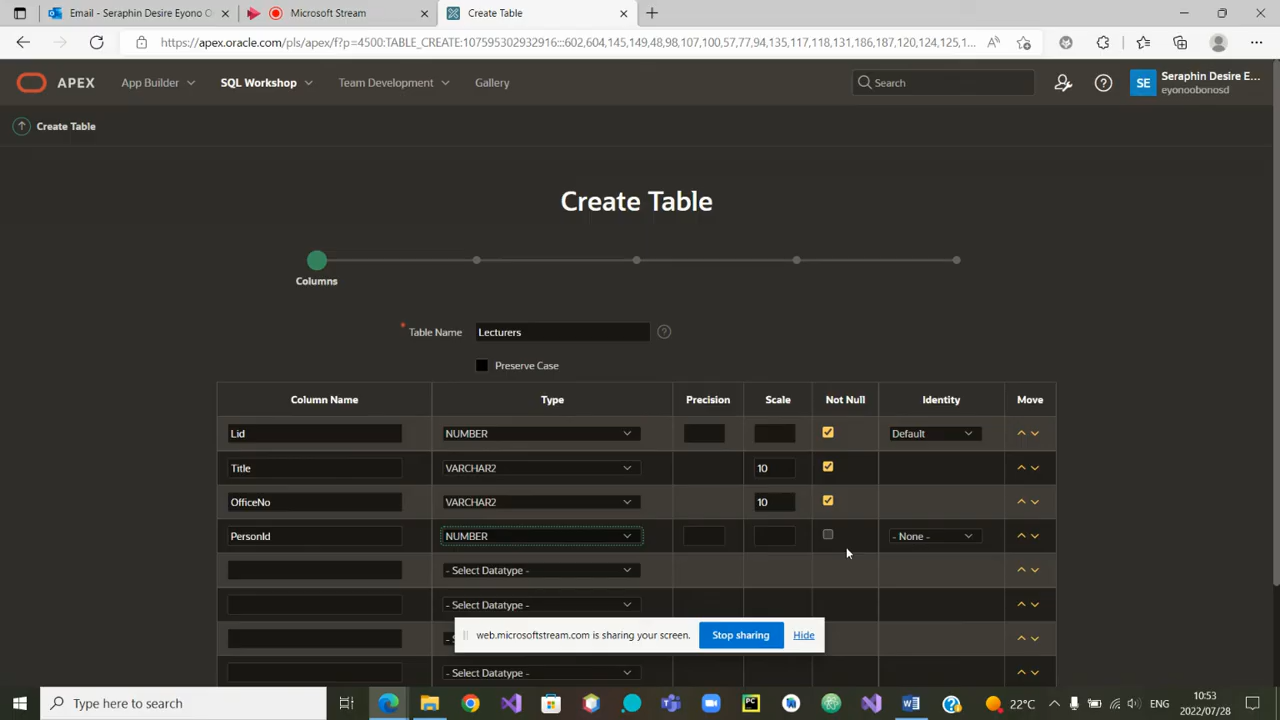 Email - Seraphin Desire Eyono O
Microsoft Stream
Create Table
https://apex.oracle.com/pls/apex/f?p=4500:TABLE_CREATE:107595302932916:::602,604,145,149,48,98,107,100,57,77,94,135,117,118,131,186,187,120,124,125,1...
APEX
App Builder
SQL Workshop
Team Development
Gallery
Search
SE
Seraphin Desire E...
eyonoobonosd
Create Table
Create Table
Columns
* Table Name Lecturers
Preserve Case
Column Name Type Precision Scale Not Null Identity Move
Lid NUMBER Default
Title VARCHAR2 10
OfficeNo VARCHAR2 10
PersonId NUMBER - None -
- Select Datatype -
- Select Datatype -
web.microsoftstream.com is sharing your screen. Stop sharing Hide
- Select Datatype -
Type here to search
22°C
ENG
10:53
2022/07/28